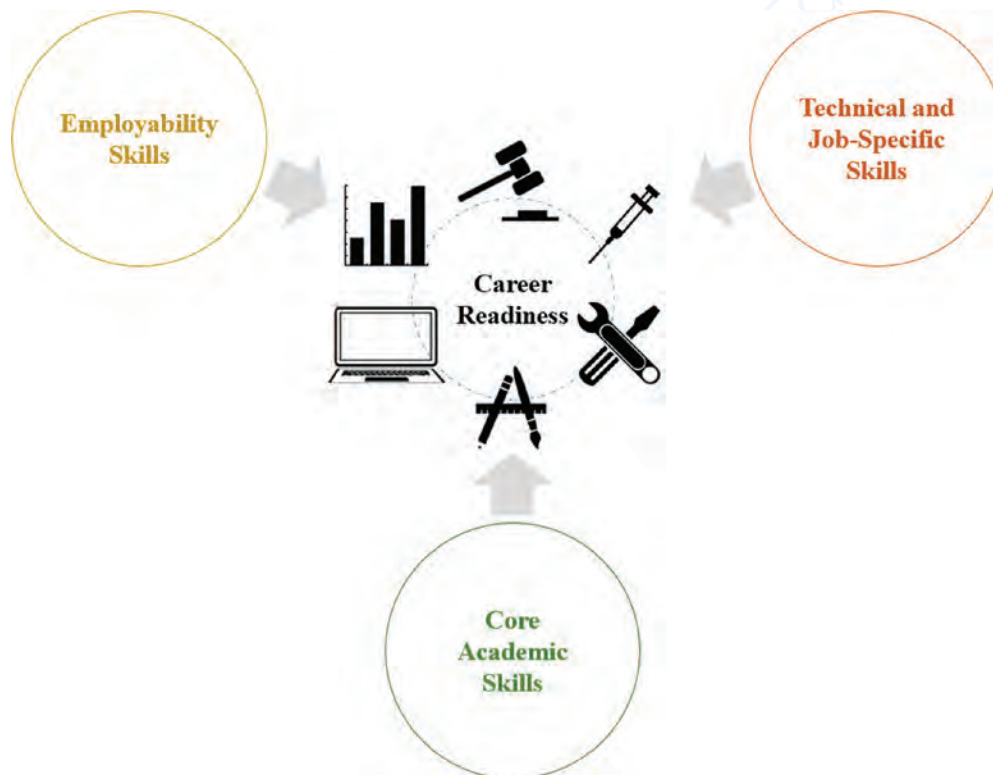 Employability
Skills
Technical and
Job-Specific
Skills
Career
Readiness
Core
Academic
Skills